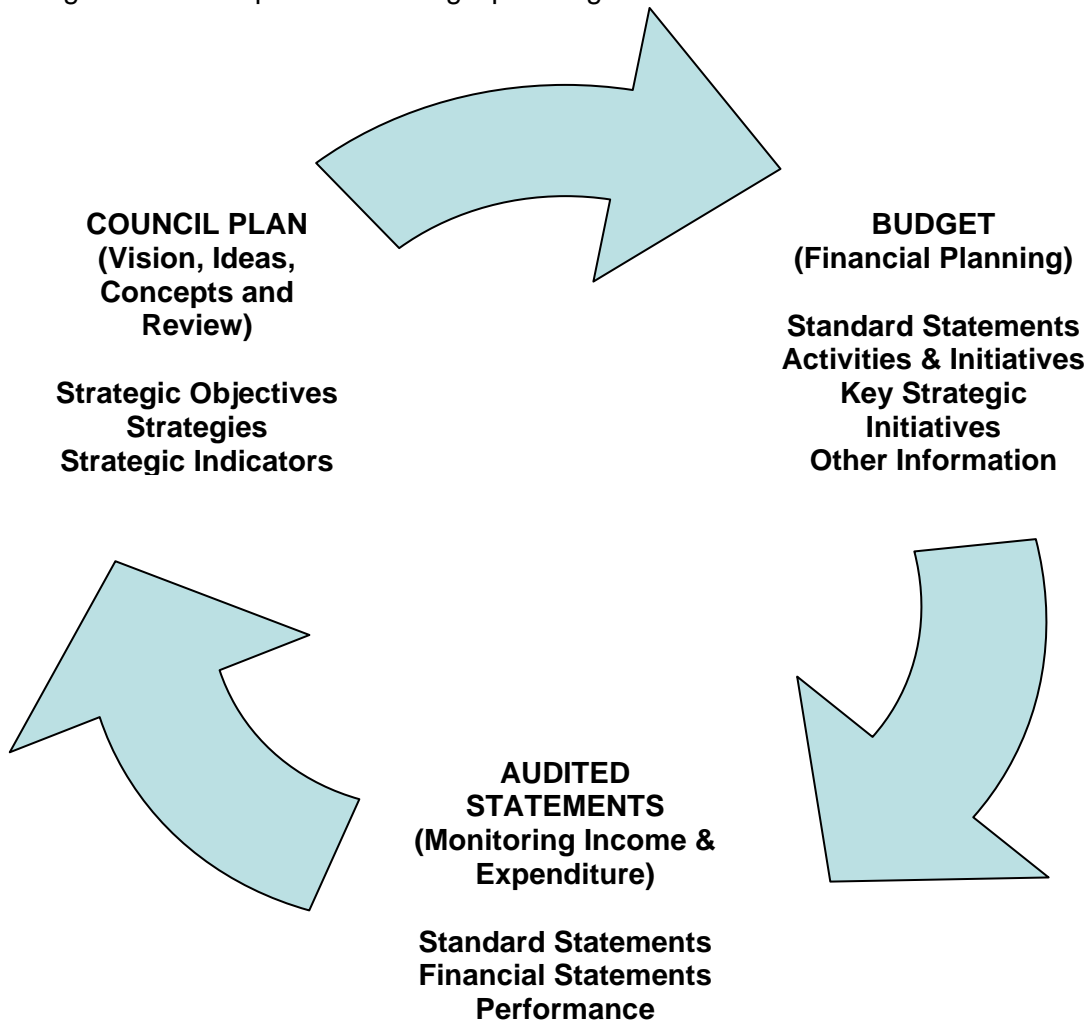 COUNCIL PLAN
(Vision, Ideas,
Concepts and
Review)
Strategic Objectives
Strategies
Strategic Indicators
BUDGET
(Financial Planning)
Standard Statements
Activities & Initiatives
Key Strategic
Initiatives
Other Information
AUDITED
STATEMENTS
(Monitoring Income &
Expenditure)
Standard Statements
Financial Statements
Performance